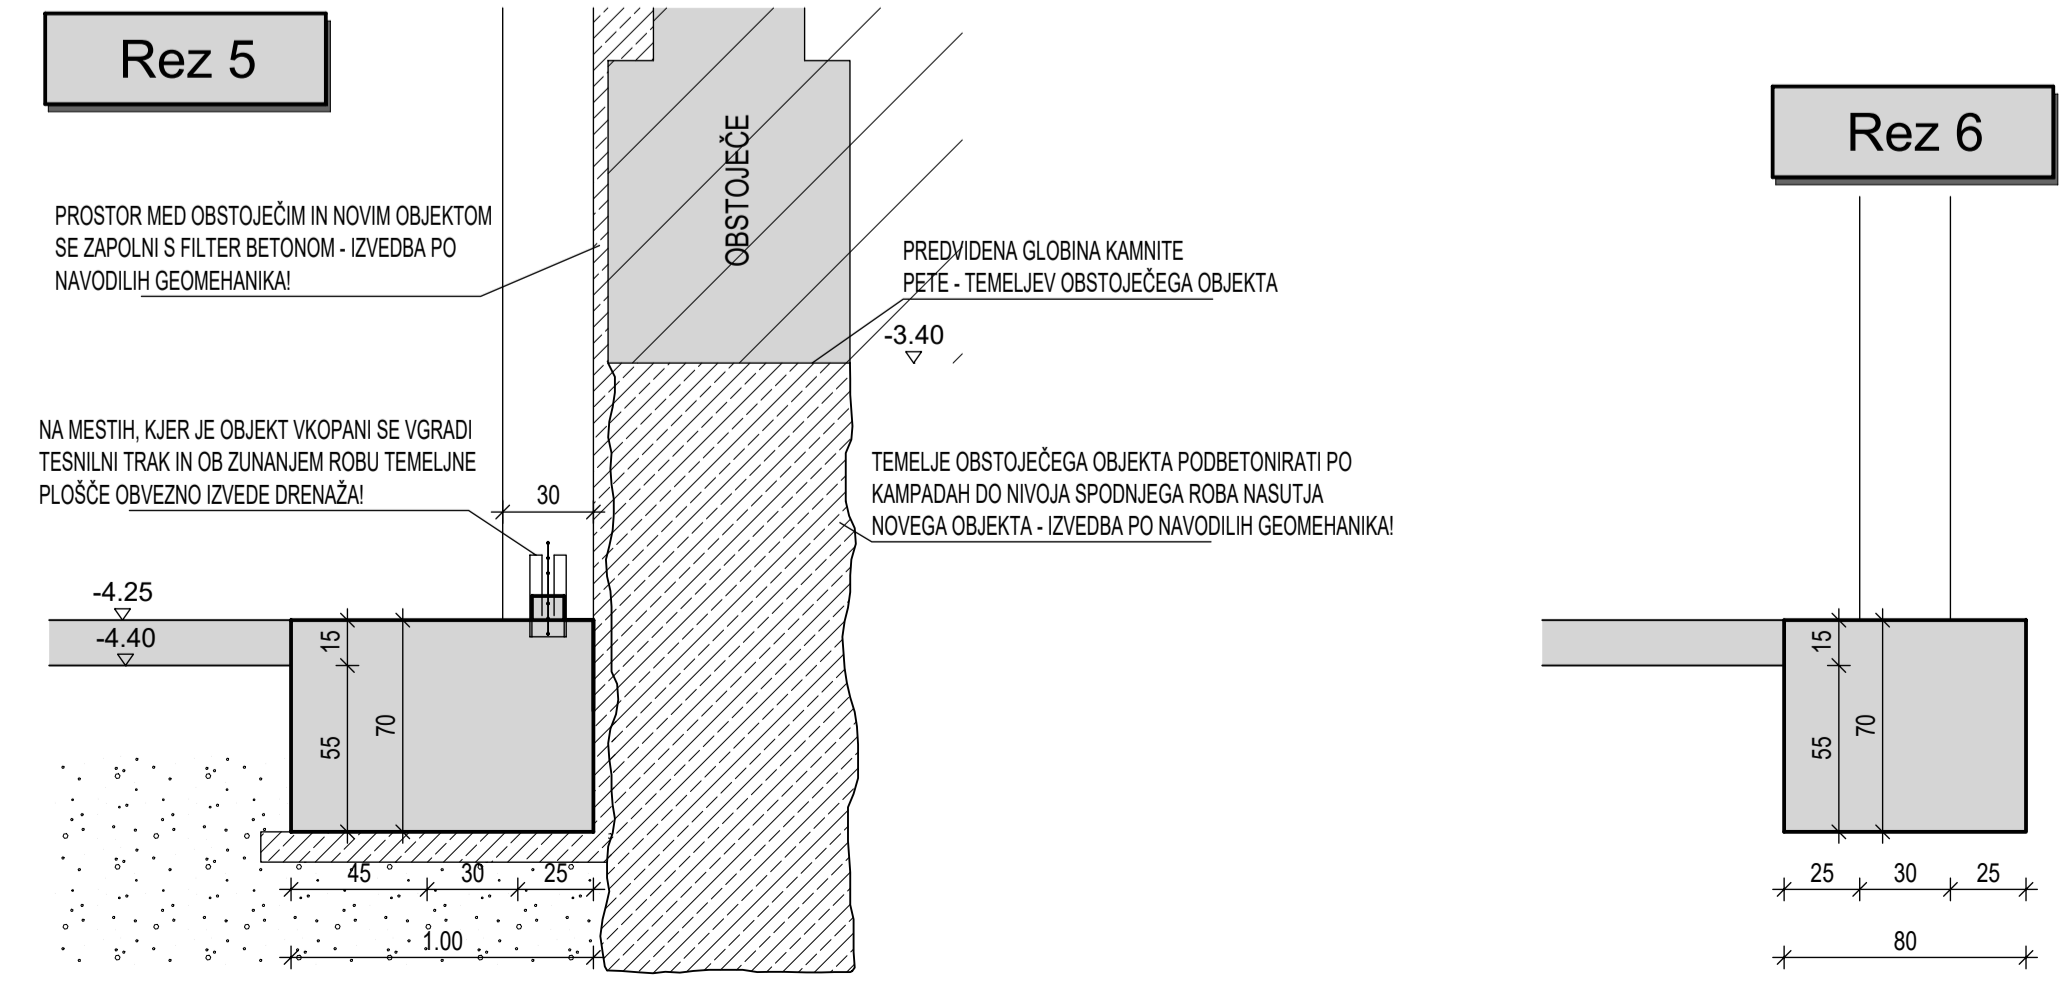 Rez 5
PROSTOR MED OBSTOJEČIM IN NOVIM OBJEKTOM
SE ZAPOLNI S FILTER BETONOM - IZVEDBA PO
NAVODILIH GEOMEHANIKA!
OBSTOJEČE
PREDVIDENA GLOBINA KAMNITE
PETE - TEMELJEV OBSTOJEČEGA OBJEKTA
-3.40
NA MESTIH, KJER JE OBJEKT VKOPANI SE VGRADI
TESNILNI TRAK IN OB ZUNANJEM ROBU TEMELJNE
PLOŠČE OBVEZNO IZVEDE DRENAŽA!
TEMELJE OBSTOJEČEGA OBJEKTA PODBETONIRATI PO
KAMPADAH DO NIVOJA SPODNJEGA ROBA NASUTJA
NOVEGA OBJEKTA - IZVEDBA PO NAVODILIH GEOMEHANIKA!
30
-4.25
-4.40
15
55
70
45 30 25
1.00
Rez 6
15
55
70
25 30 25
80